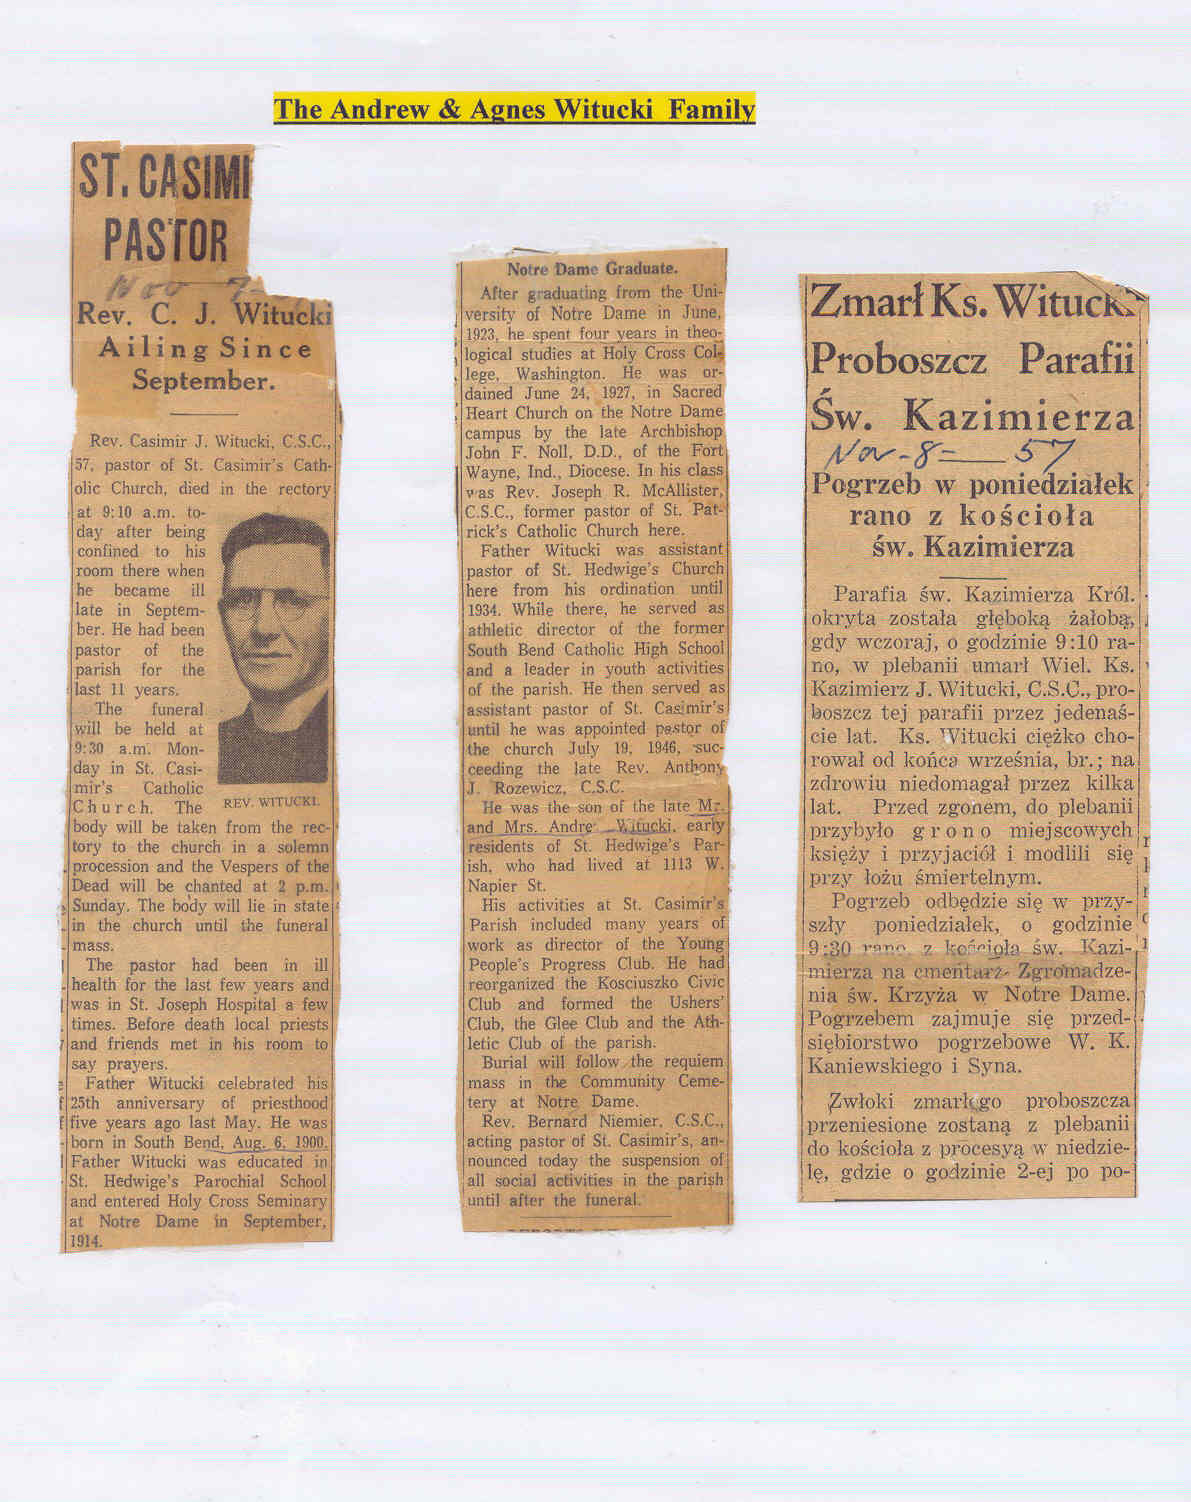 The Andrew & Agnes Witucki Family
ST. CASIMI
PASTOR
Nov 7
Rev. C. J. Witucki
Ailing Since
September.
Rev. Casimir J. Witucki, C.S.C.,
57, pastor of St. Casimir's Cath-
olic Church, died in the rectory
at 9:10 a.m. to-
day after being
confined to his
room there when
he became ill
late in Septem-
ber. He had been
pastor of the
parish for the
last 11 years.
The funeral
will be held at
9:30 a.m. Mon-
day in St. Casi-
mir's Catholic
Church. The
REV. WITUCKI.
body will be taken from the rec-
tory to the church in a solemn
procession and the Vespers of the
Dead will be chanted at 2 p.m.
Sunday. The body will lie in state
in the church until the funeral
mass.
The pastor had been in ill
health for the last few years and
was in St. Joseph Hospital a few
times. Before death local priests
and friends met in his room to
say prayers.
Father Witucki celebrated his
25th anniversary of priesthood
five years ago last May. He was
born in South Bend, Aug. 6, 1900.
Father Witucki was educated in
St. Hedwige's Parochial School
and entered Holy Cross Seminary
at Notre Dame in September,
1914.
Notre Dame Graduate.
After graduating from the Uni-
versity of Notre Dame in June,
1923, he spent four years in theo-
logical studies at Holy Cross Col-
lege, Washington. He was or-
dained June 24, 1927, in Sacred
Heart Church on the Notre Dame
campus by the late Archbishop
John F. Noll, D.D., of the Fort
Wayne, Ind., Diocese. In his class
was Rev. Joseph R. McAllister,
C.S.C., former pastor of St. Pat-
rick's Catholic Church here.
Father Witucki was assistant
pastor of St. Hedwige's Church
here from his ordination until
1934. While there, he served as
athletic director of the former
South Bend Catholic High School
and a leader in youth activities
of the parish. He then served as
assistant pastor of St. Casimir's
until he was appointed pastor of
the church July 19, 1946, suc-
ceeding the late Rev. Anthony
J. Rozewicz, C.S.C.
He was the son of the late Mr.
and Mrs. Andre Witucki, early
residents of St. Hedwige's Par-
ish, who had lived at 1113 W.
Napier St.
His activities at St. Casimir's
Parish included many years of
work as director of the Young
People's Progress Club. He had
reorganized the Kosciuszko Civic
Club and formed the Ushers'
Club, the Glee Club and the Ath-
letic Club of the parish.
Burial will follow the requiem
mass in the Community Ceme-
tery at Notre Dame.
Rev. Bernard Niemier, C.S.C.,
acting pastor of St. Casimir's, an-
nounced today the suspension of
all social activities in the parish
until after the funeral.
Zmarł Ks. Witucki
Proboszcz Parafii
Św. Kazimierza
Nov-8- 57
Pogrzeb w poniedziałek
rano z kościoła
św. Kazimierza
Parafia św. Kazimierza Król.
okryta została głęboką żałobą,
gdy wczoraj, o godzinie 9:10 ra-
no, w plebanii umarł Wiel. Ks.
Kazimierz J. Witucki, C.S.C., pro-
boszcz tej parafii przez jedenaś-
cie lat. Ks. Witucki ciężko cho-
rował od końca września, br.; na
zdrowiu niedomagał przez kilka
lat. Przed zgonem, do plebanii
przybyło grono miejscowych
księży i przyjaciół i modlili się
przy łożu śmiertelnym.
Pogrzeb odbędzie się w przy-
szły poniedziałek, o godzinie
9:30 rano, z kościoła św. Kazi-
mierza na cmentarz Zgromadze-
nia św. Krzyża w Notre Dame.
Pogrzebem zajmuje się przed-
siębiorstwo pogrzebowe W. K.
Kaniewskiego i Syna.
Zwłoki zmarłego proboszcza
przeniesione zostaną z plebanii
do kościoła z procesyą w niedzie-
lę, gdzie o godzinie 2-ej po po-